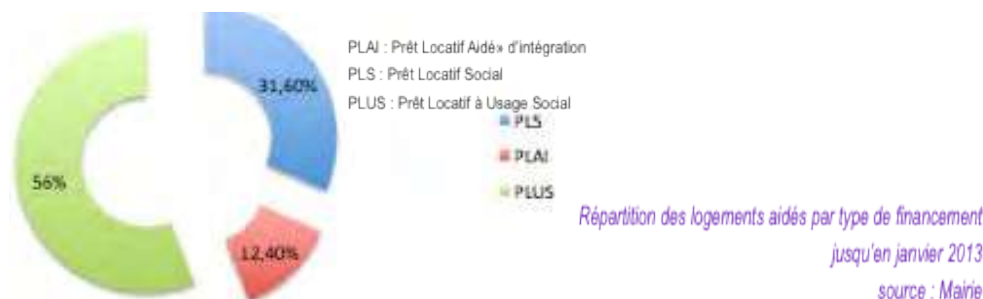 PLAI : Prêt Locatif Aidé» d'intégration
PLS : Prêt Locatif Social
PLUS : Prêt Locatif à Usage Social
31,60%
56%
12,40%
PLS
PLAI
PLUS
Répartition des logements aidés par type de financement
jusqu'en janvier 2013
source : Mairie